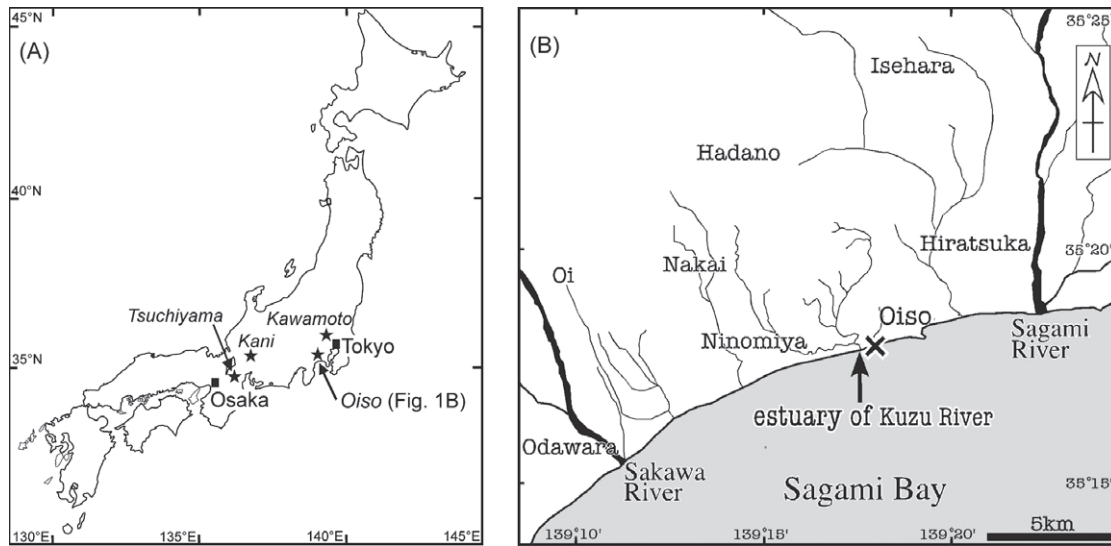 (A)
45°N
40°N
35°N
130°E
135°E
140°E
145°E
Tsuchiyama
Kani
Kawamoto
Tokyo
Osaka
Oiso (Fig. 1B)
(B)
35°25'
N
Isehara
Hadano
Hiratsuka
35°20'
Nakai
Oi
Ninomiya
Oiso
Sagami
River
estuary of Kuzu River
Odawara
Sakawa
River
Sagami Bay
35°15'
139°10'
139°15'
139°20
5km